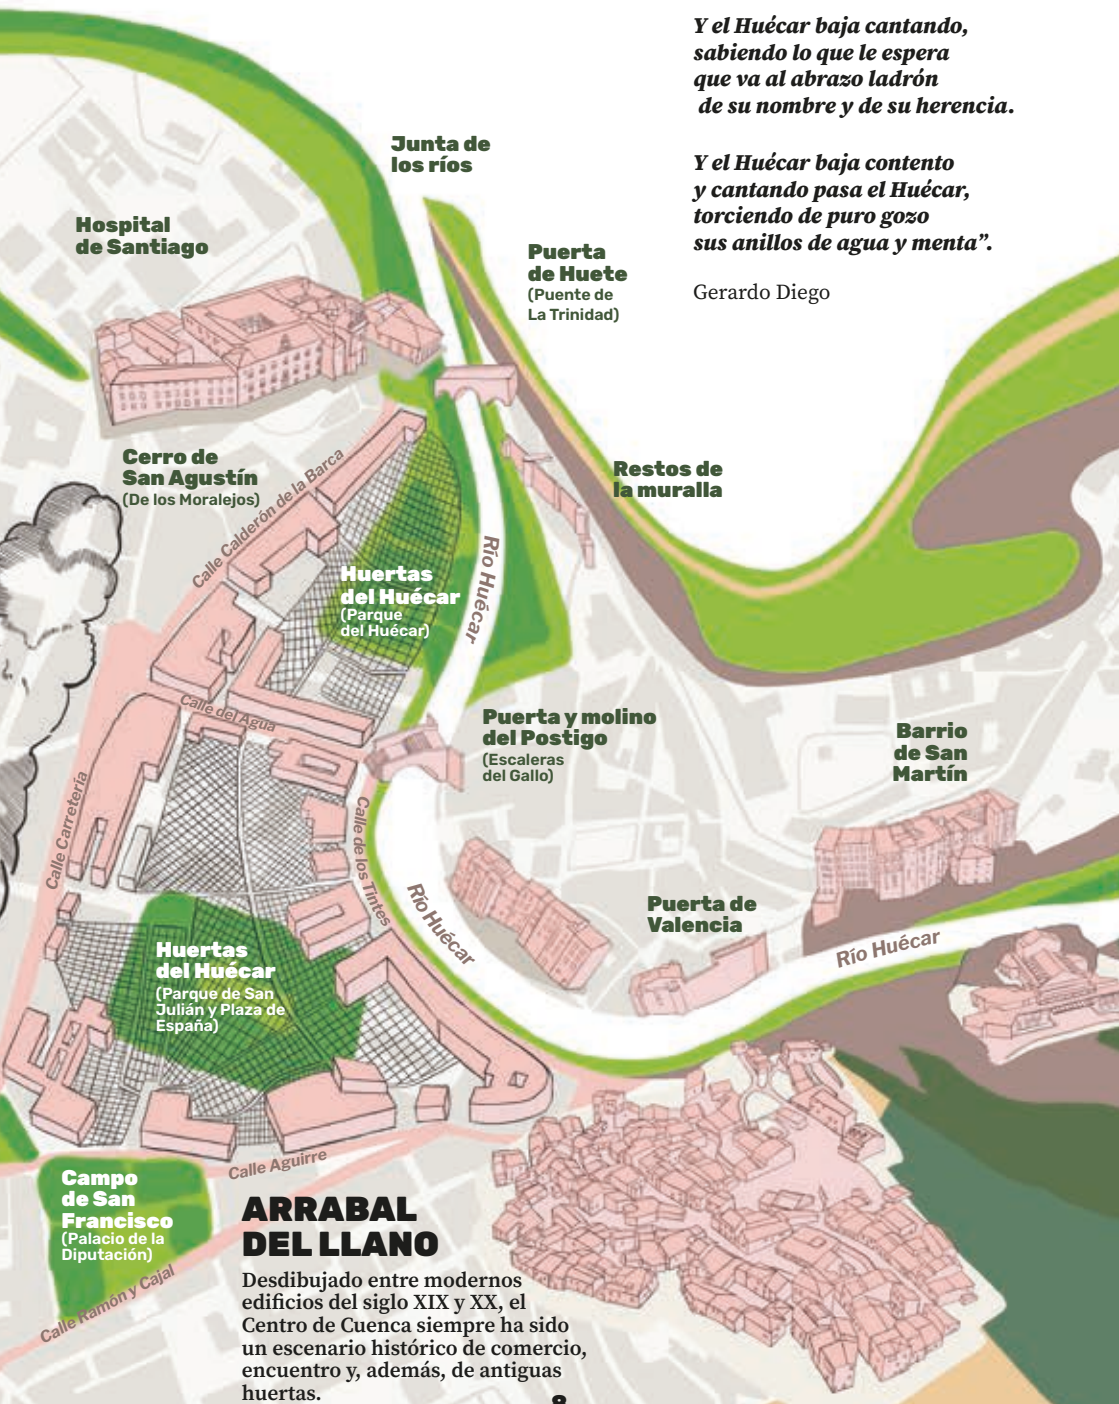 Y el Huécar baja cantando,
sabiendo lo que le espera
que va al abrazo ladrón
de su nombre y de su herencia.
Y el Huécar baja contento
y cantando pasa el Huécar,
torciendo de puro gozo
sus anillos de agua y menta”.
Gerardo Diego
Junta de
los ríos
Hospital
de Santiago
Puerta
de Huete
(Puente de
La Trinidad)
Cerro de
San Agustín
(De los Moralejos)
Restos de
la muralla
Calle Calderón de la Barca
Río Huécar
Huertas
del Huécar
(Parque
del Huécar)
Calle del Agua
Puerta y molino
del Postigo
(Escaleras
del Gallo)
Barrio
de San
Martín
Calle Carretería
Calle de los Tintes
Río Huécar
Puerta de
Valencia
Río Huécar
Huertas
del Huécar
(Parque de San
Julián y Plaza de
España)
Calle Aguirre
Campo
de San
Francisco
(Palacio de la
Diputación)
Calle Ramón y Cajal
ARRABAL
DEL LLANO
Desdibujado entre modernos
edificios del siglo XIX y XX, el
Centro de Cuenca siempre ha sido
un escenario histórico de comercio,
encuentro y, además, de antiguas
huertas.